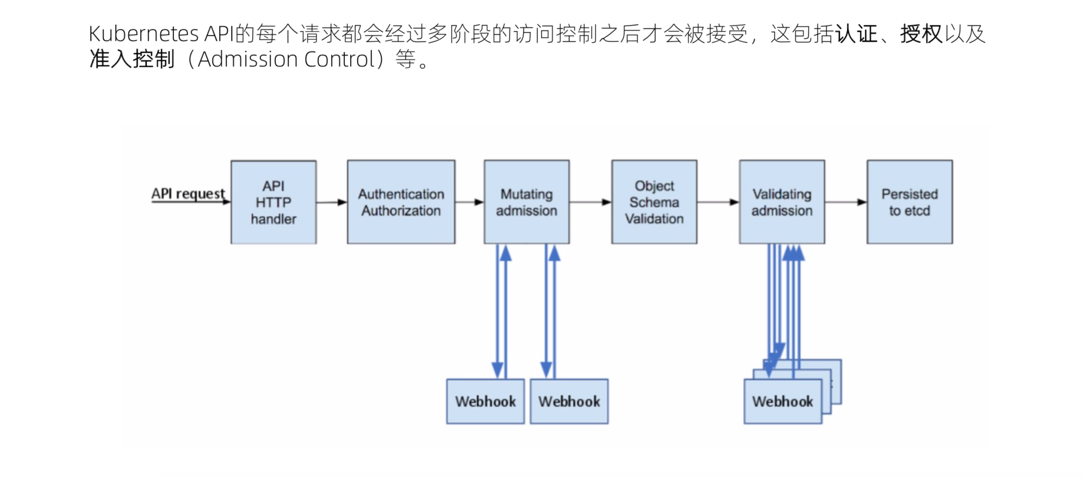 Kubernetes API的每个请求都会经过多阶段的访问控制之后才会被接受，这包括认证、授权以及
准入控制（Admission Control）等。
API request
API
HTTP
handler
Authentication
Authorization
Mutating
admission
Object
Schema
Validation
Validating
admission
Persisted
to etcd
Webhook
Webhook
Webhook